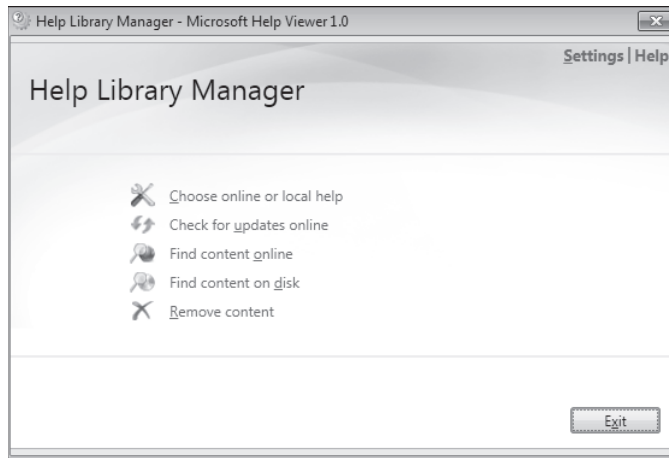 Help Library Manager - Microsoft Help Viewer 1.0
Settings | Help
Help Library Manager
Choose online or local help
Check for updates online
Find content online
Find content on disk
Remove content
Exit